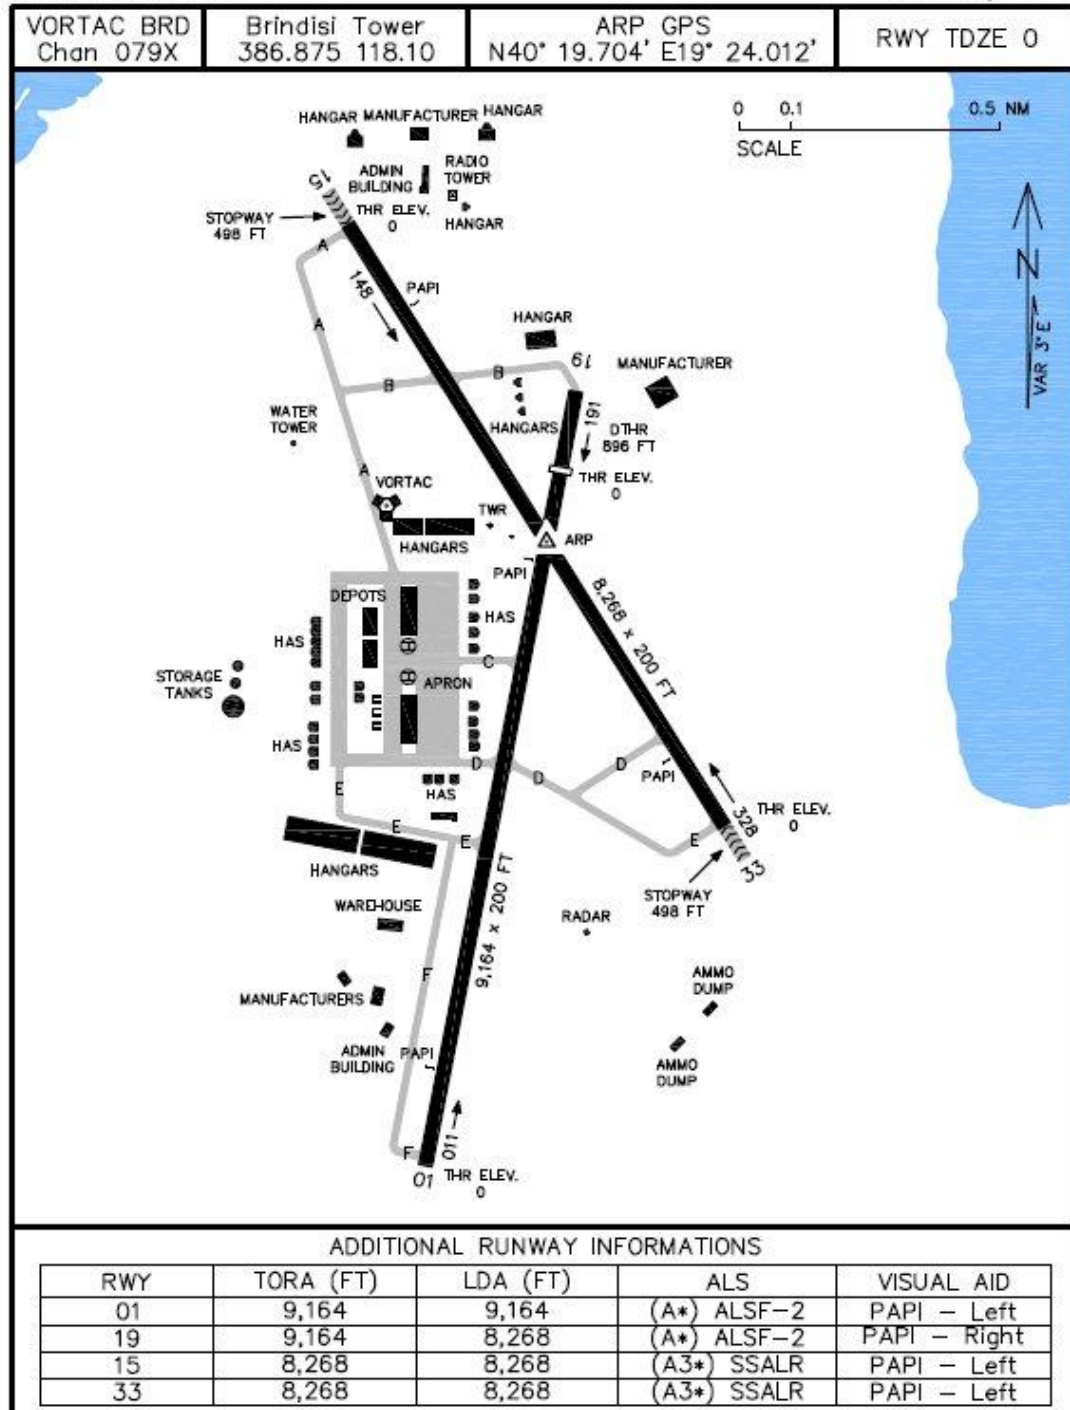 VORTAC BRD
Chan 079X
Brindisi Tower
386.875 118.10
ARP GPS
N40° 19.704' E19° 24.012'
RWY TDZE 0
0 0.1 0.5 NM
SCALE
HANGAR MANUFACTURER HANGAR
ADMIN
BUILDING
RADIO
TOWER
HANGAR
15
THR ELEV.
0
STOPWAY
498 FT
A
148
PAPI
N
VAR 3°E
A
HANGAR
19
MANUFACTURER
B
B
HANGARS
191
DTHR
896 FT
WATER
TOWER
A
THR ELEV.
0
VORTAC
HANGARS
TWR
ARP
PAPI
8,268 x 200 FT
DEPOTS
HAS
HAS
H
C
STORAGE
TANKS
H
APRON
HAS
D
D
D
PAPI
HAS
E
328
THR ELEV.
0
E
E
E
33
HANGARS
STOPWAY
498 FT
9,164 x 200 FT
WAREHOUSE
RADAR
F
MANUFACTURERS
AMMO
DUMP
ADMIN
BUILDING
PAPI
AMMO
DUMP
011
F
01
THR ELEV.
0
ADDITIONAL RUNWAY INFORMATIONS
RWY TORA (FT) LDA (FT) ALS VISUAL AID
01 9,164 9,164 (A*) ALSF-2 PAPI - Left
19 9,164 8,268 (A*) ALSF-2 PAPI - Right
15 8,268 8,268 (A3*) SSALR PAPI - Left
33 8,268 8,268 (A3*) SSALR PAPI - Left